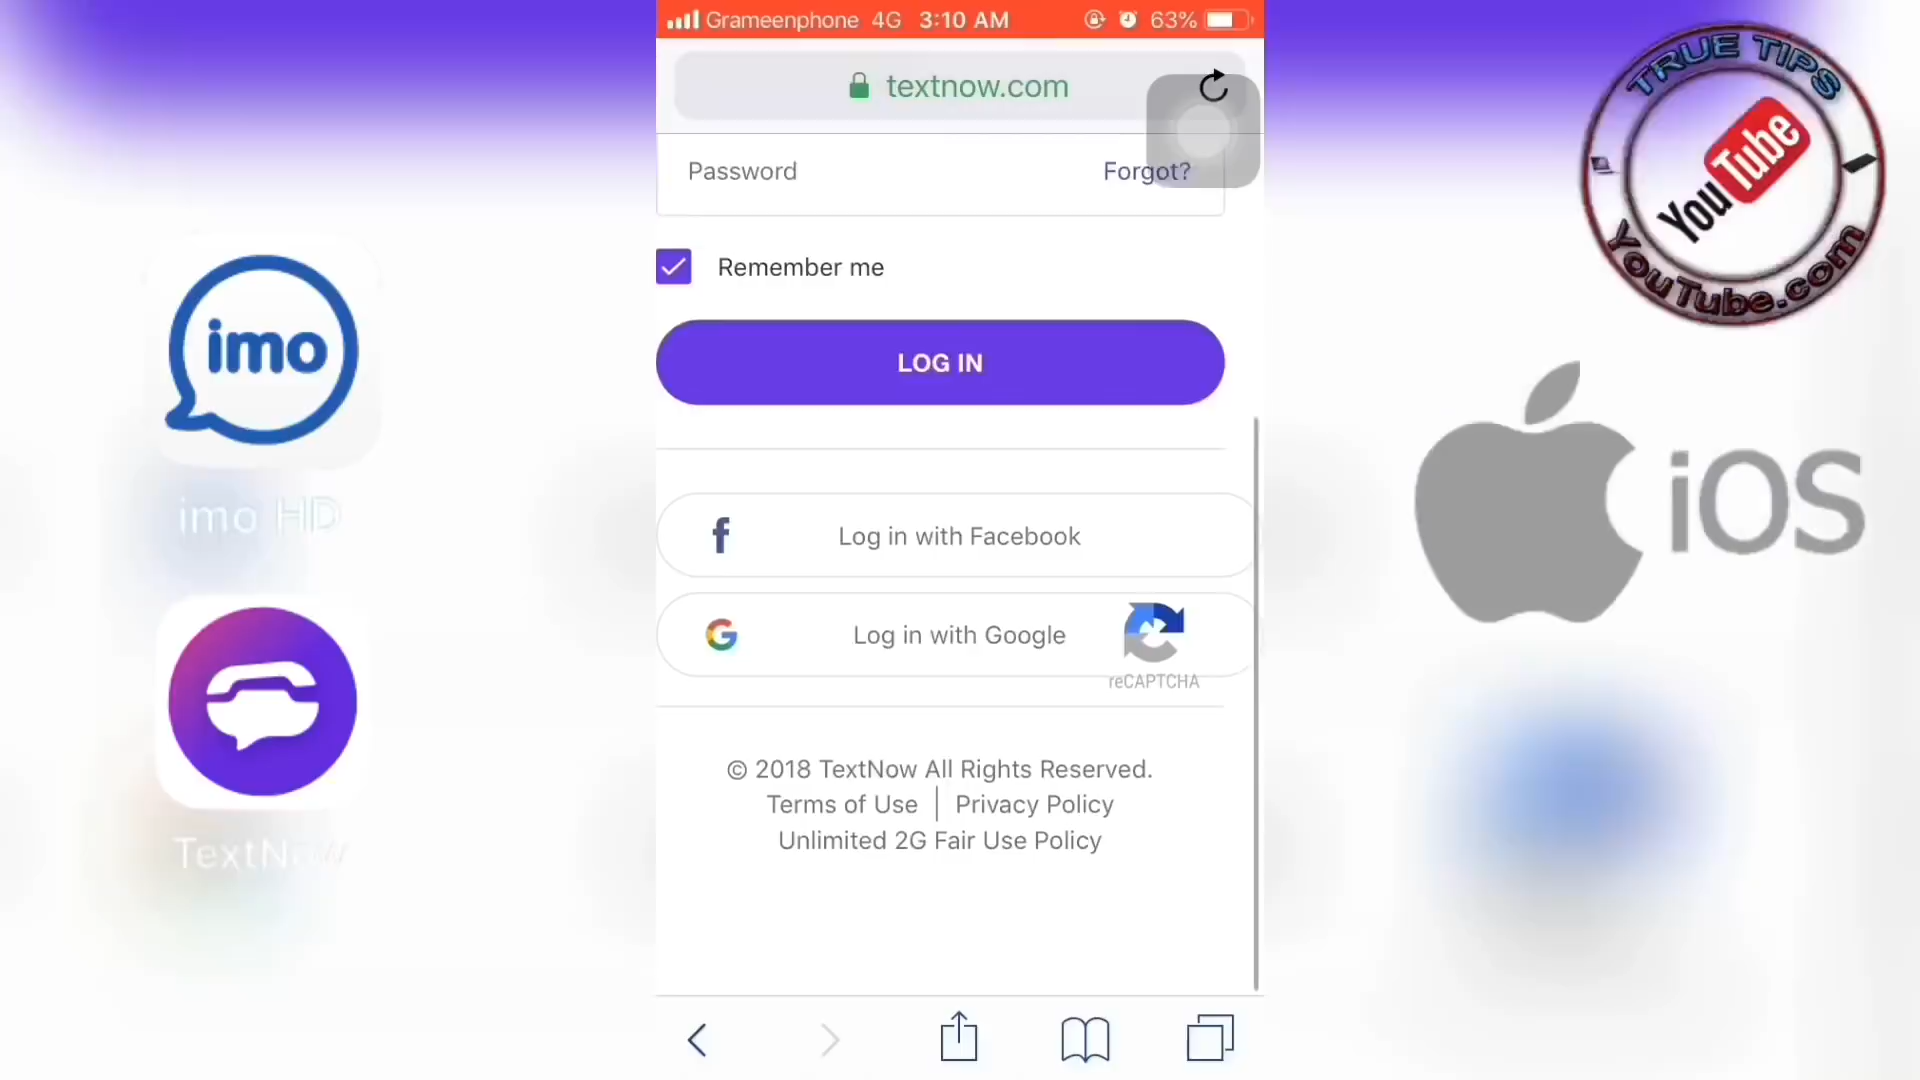 Grameenphone 4G 3:10 AM 63%
textnow.com
Password Forgot?
Remember me
LOG IN
Log in with Facebook
Log in with Google
reCAPTCHA
© 2018 TextNow All Rights Reserved.
Terms of Use | Privacy Policy
Unlimited 2G Fair Use Policy
imo
imo HD
TextNow
TRUE TIPS
YouTube
YouTube.com
iOS